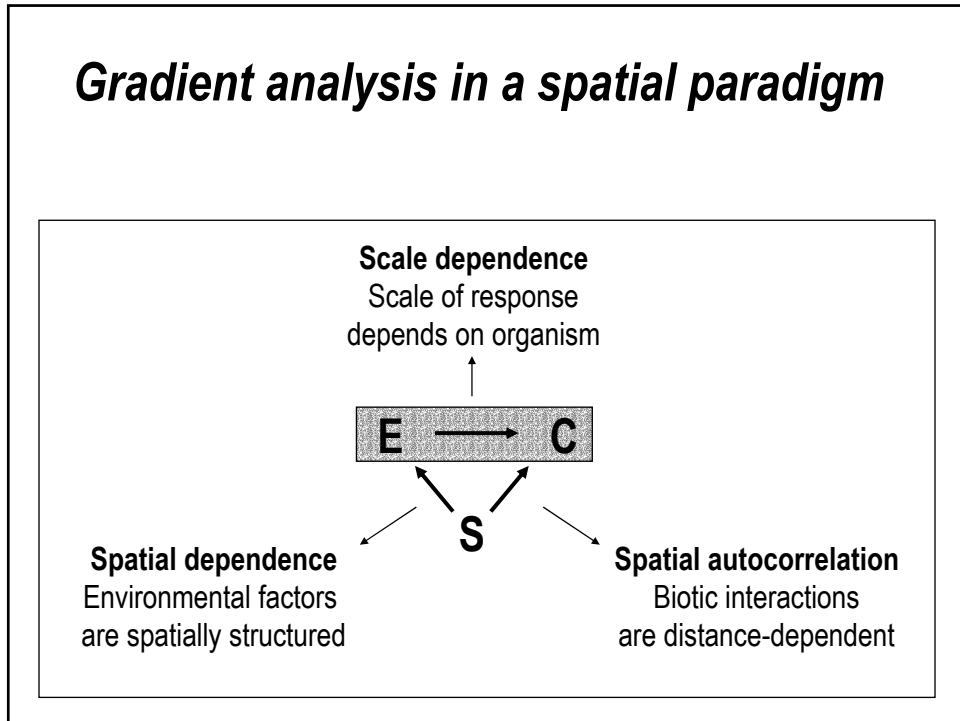 Gradient analysis in a spatial paradigm
Scale dependence
Scale of response
depends on organism
E C
S
Spatial dependence
Environmental factors
are spatially structured
Spatial autocorrelation
Biotic interactions
are distance-dependent